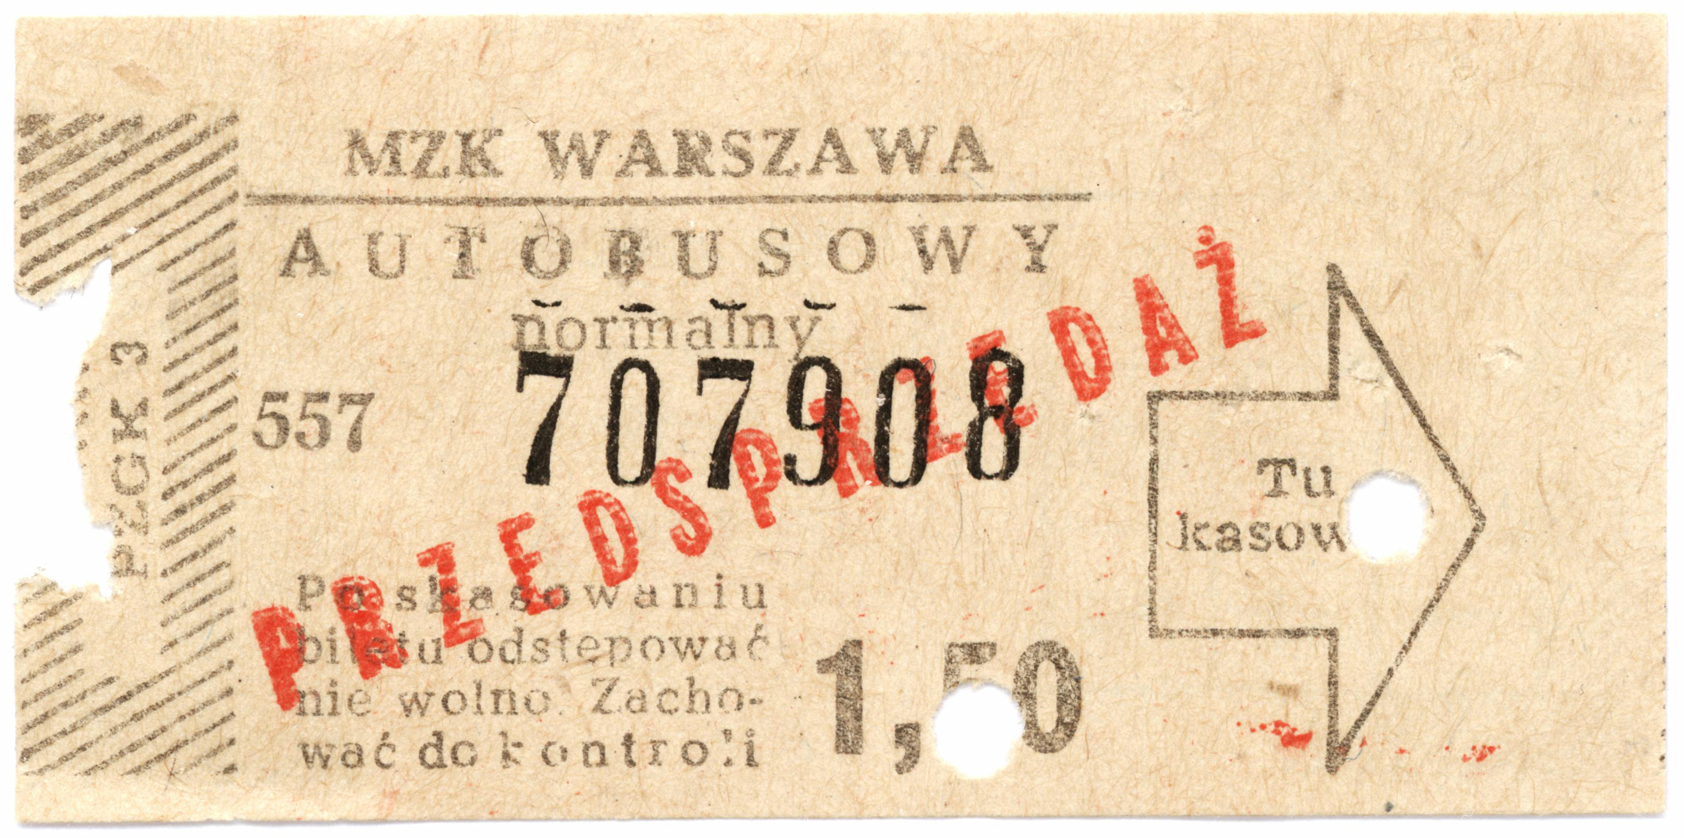 MZK WARSZAWA
AUTOBUSOWY
normalny
557
707908
PRZEDSPRZEDAŻ
Po skasowaniu
biletu odstepować
nie wolno. Zacho-
wać do kontroli
1,50
Tu
kasow
PZGK 3